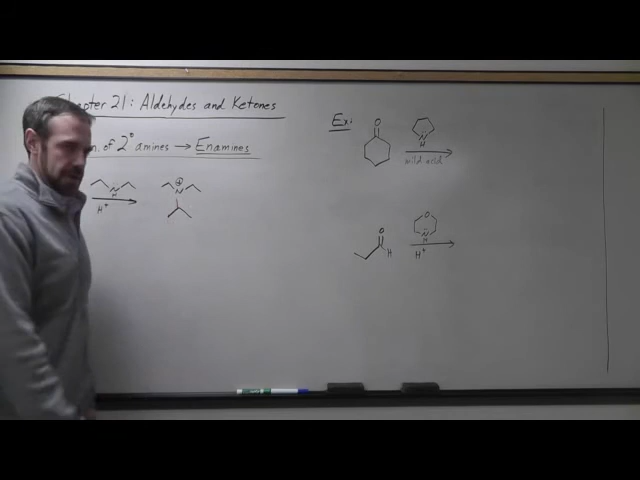 Chapter 21: Aldehydes and Ketones
n. of 2° amines → Enamines
N
H
H⁺
⊕
N
Ex:
O
N
H
mild acid
O
H
O
N
H
H⁺